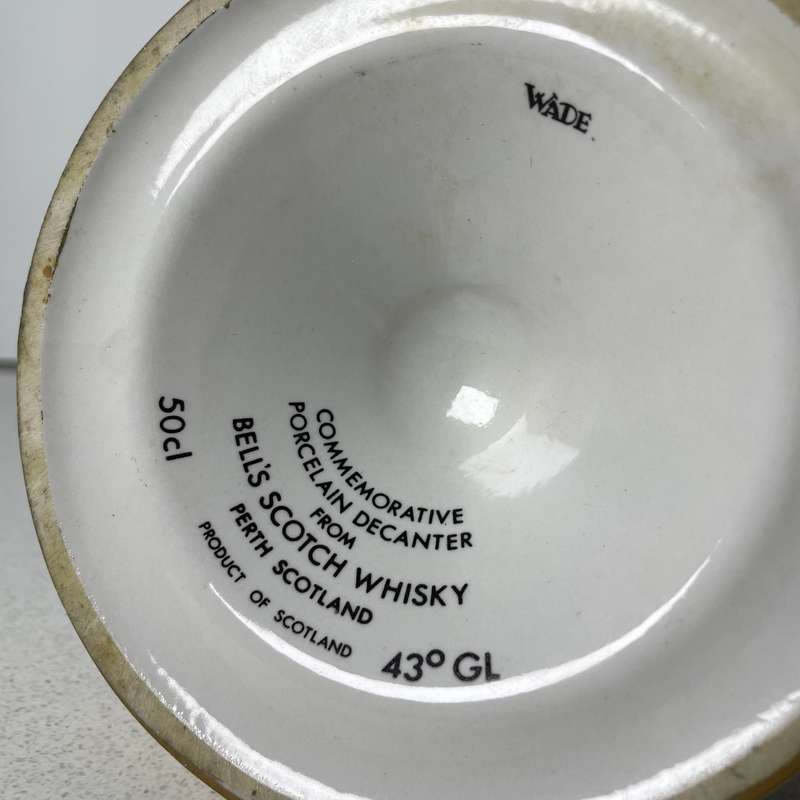 WADE
COMMEMORATIVE
PORCELAIN DECANTER
FROM
BELL'S SCOTCH WHISKY
PERTH SCOTLAND
PRODUCT OF SCOTLAND
50cl
43° GL